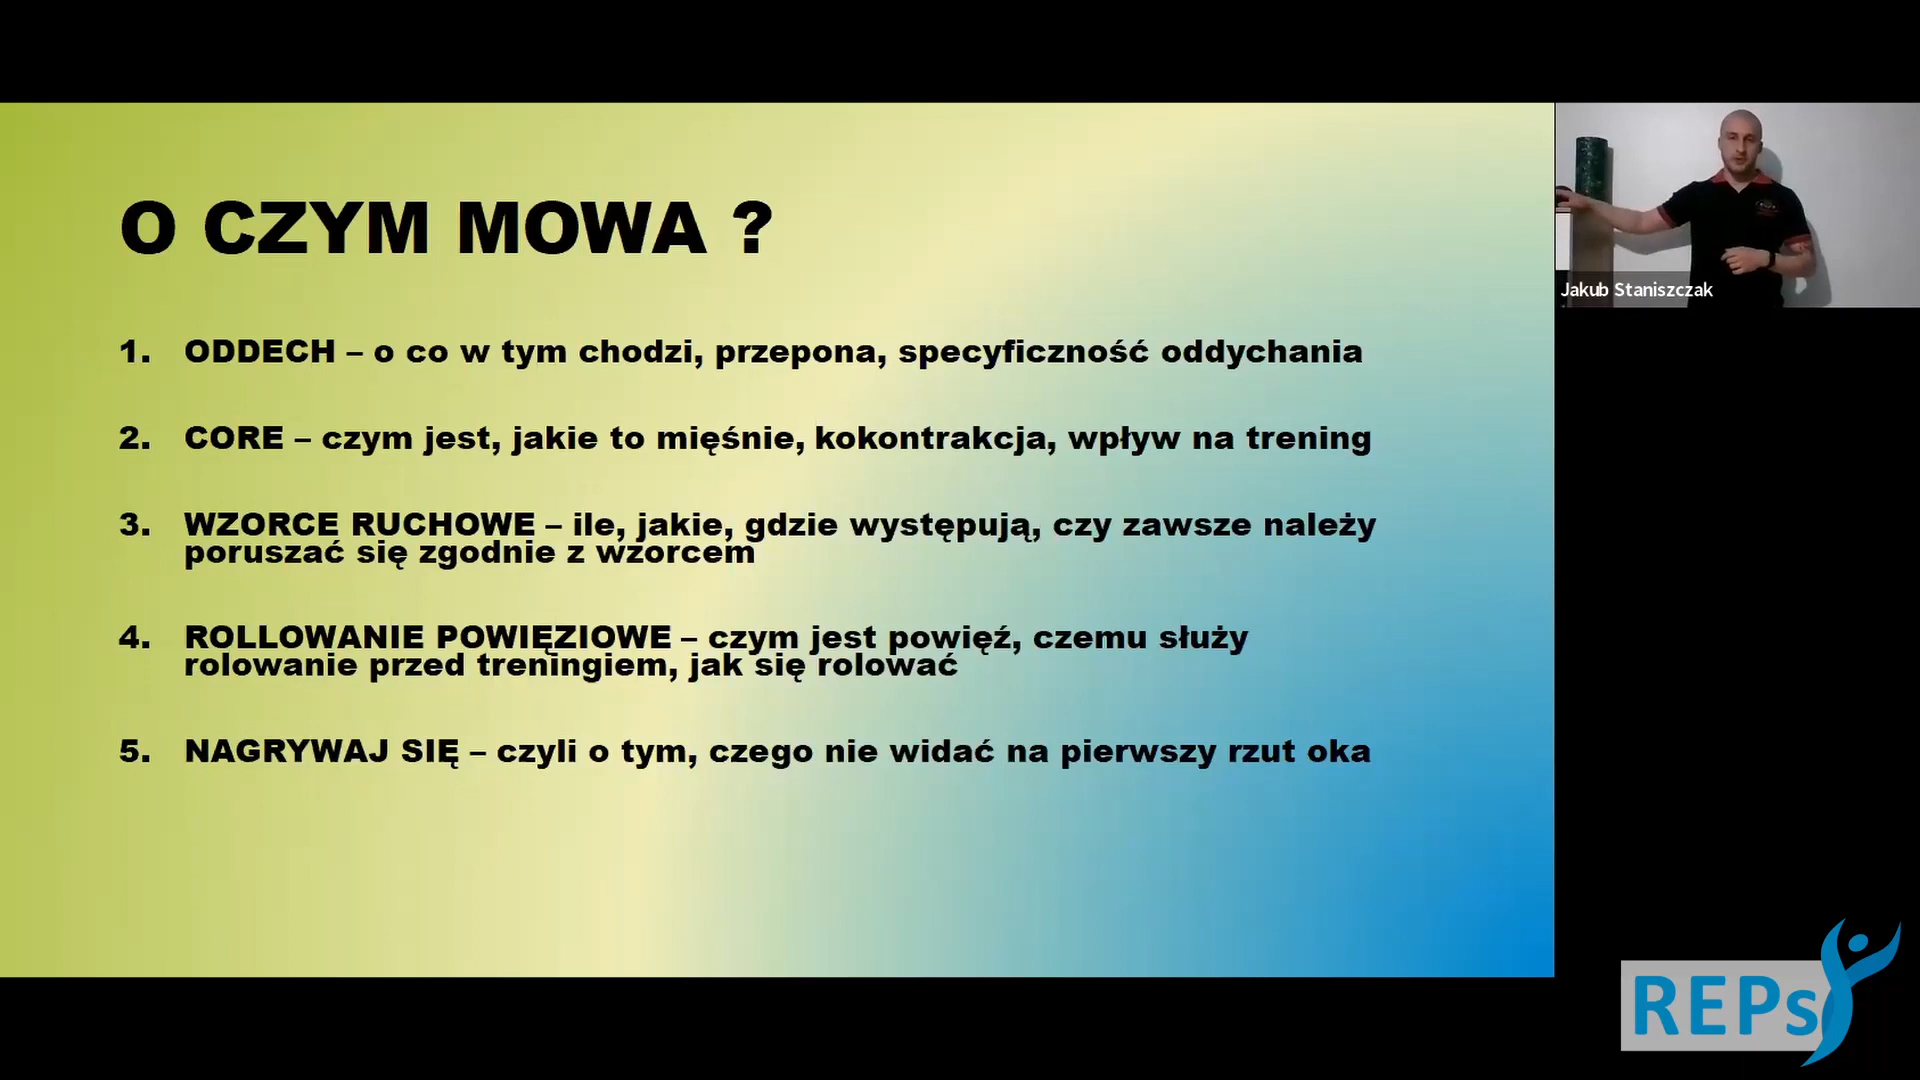 O CZYM MOWA ?
1. ODDECH – o co w tym chodzi, przepona, specyficzność oddychania
2. CORE – czym jest, jakie to mięśnie, kokontrakcja, wpływ na trening
3. WZORCE RUCHOWE – ile, jakie, gdzie występują, czy zawsze należy
poruszać się zgodnie z wzorcem
4. ROLLOWANIE POWIĘZIOWE – czym jest powięź, czemu służy
rolowanie przed treningiem, jak się rolować
5. NAGRYWAJ SIĘ – czyli o tym, czego nie widać na pierwszy rzut oka
Jakub Staniszczak
REPs